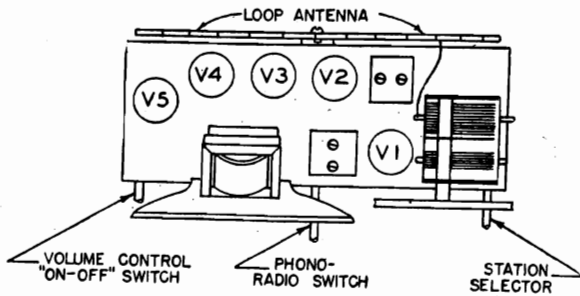 LOOP ANTENNA
V4
V3
V2
V5
V1
VOLUME CONTROL
"ON-OFF" SWITCH
PHONO-
RADIO SWITCH
STATION
SELECTOR